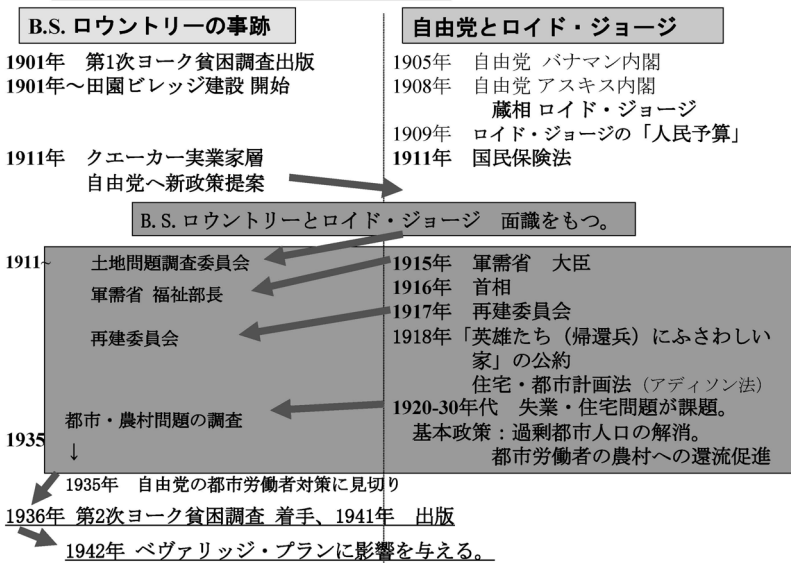 B.S. ロウントリーの事跡
1901年　第1次ヨーク貧困調査出版
1901年～田園ビレッジ建設 開始
1911年　クエーカー実業家層
自由党へ新政策提案
自由党とロイド・ジョージ
1905年　自由党 バナマン内閣
1908年　自由党 アスキス内閣
蔵相 ロイド・ジョージ
1909年　ロイド・ジョージの「人民予算」
1911年　国民保険法
B.S. ロウントリーとロイド・ジョージ　面識をもつ。
1911~　土地問題調査委員会
軍需省 福祉部長
再建委員会
都市・農村問題の調査
1935
↓
1915年　軍需省　大臣
1916年　首相
1917年　再建委員会
1918年「英雄たち（帰還兵）にふさわしい
家」の公約
住宅・都市計画法（アディソン法）
1920-30年代　失業・住宅問題が課題。
基本政策：過剰都市人口の解消。
都市労働者の農村への還流促進
1935年　自由党の都市労働者対策に見切り
1936年 第2次ヨーク貧困調査 着手、1941年　出版
1942年 ベヴァリッジ・プランに影響を与える。